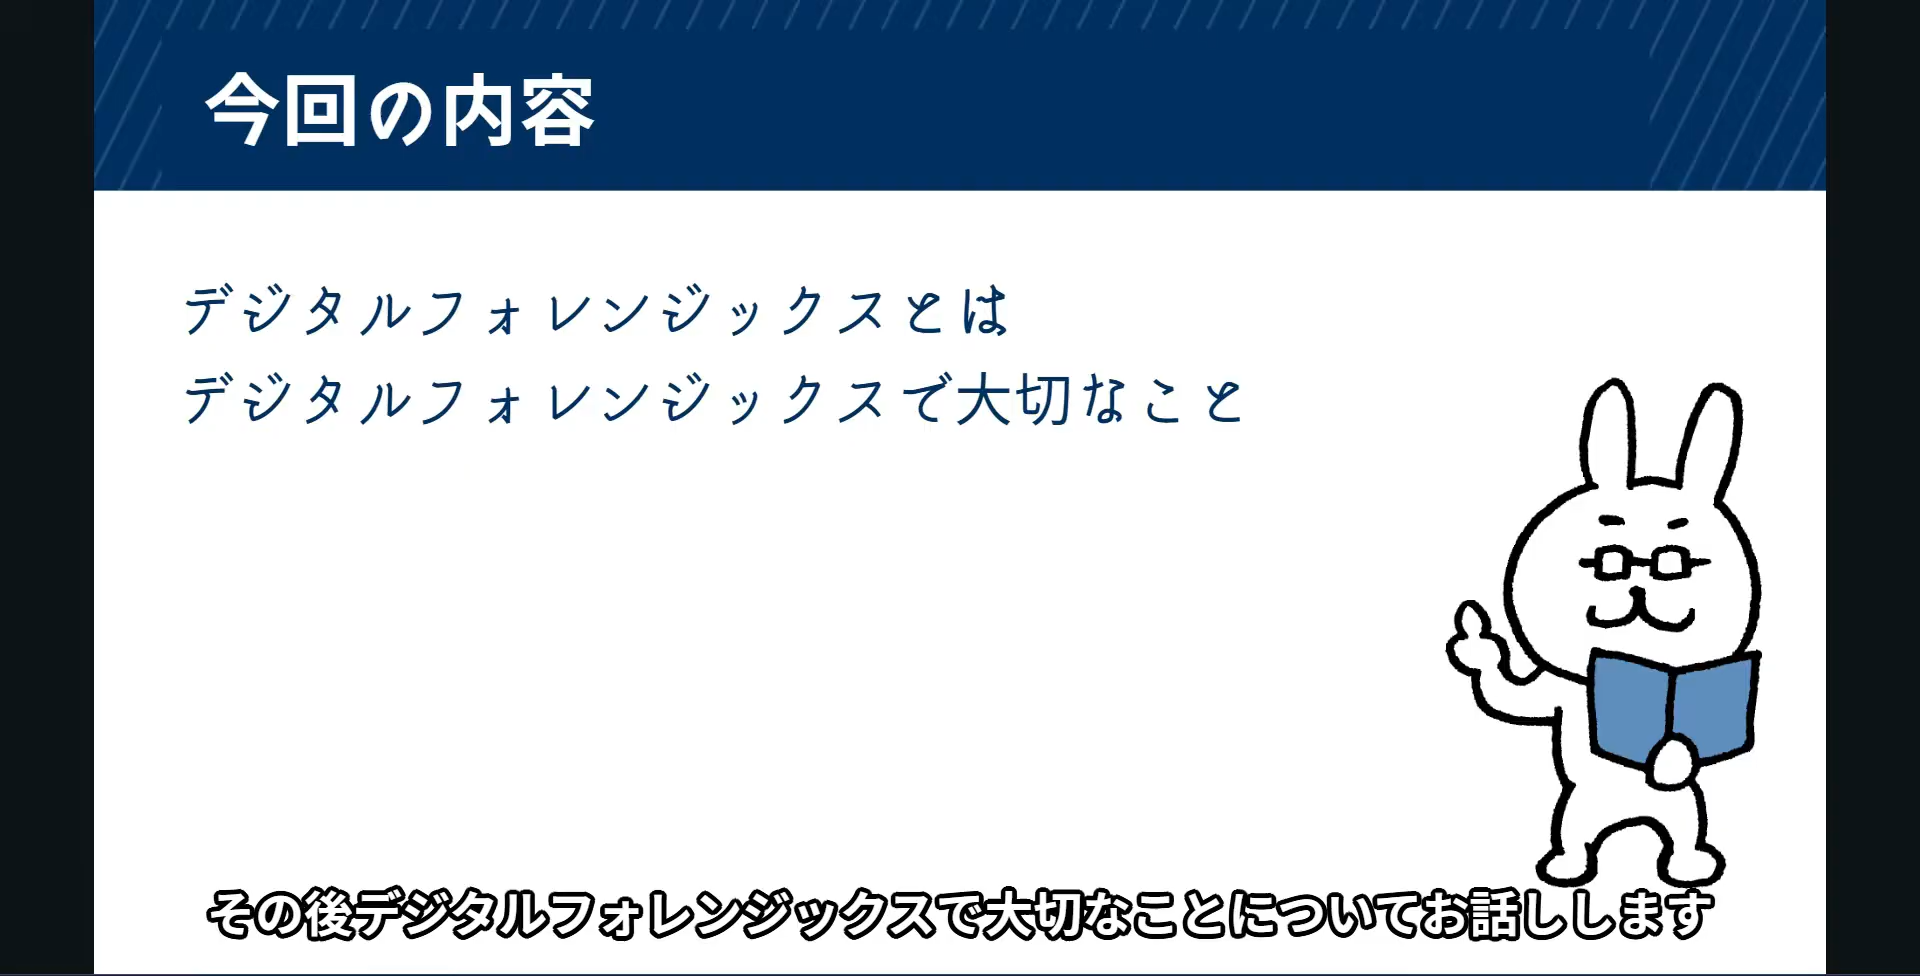 今回の内容
デジタルフォレンジックスとは
デジタルフォレンジックスで大切なこと
その後デジタルフォレンジックスで大切なことについてお話しします